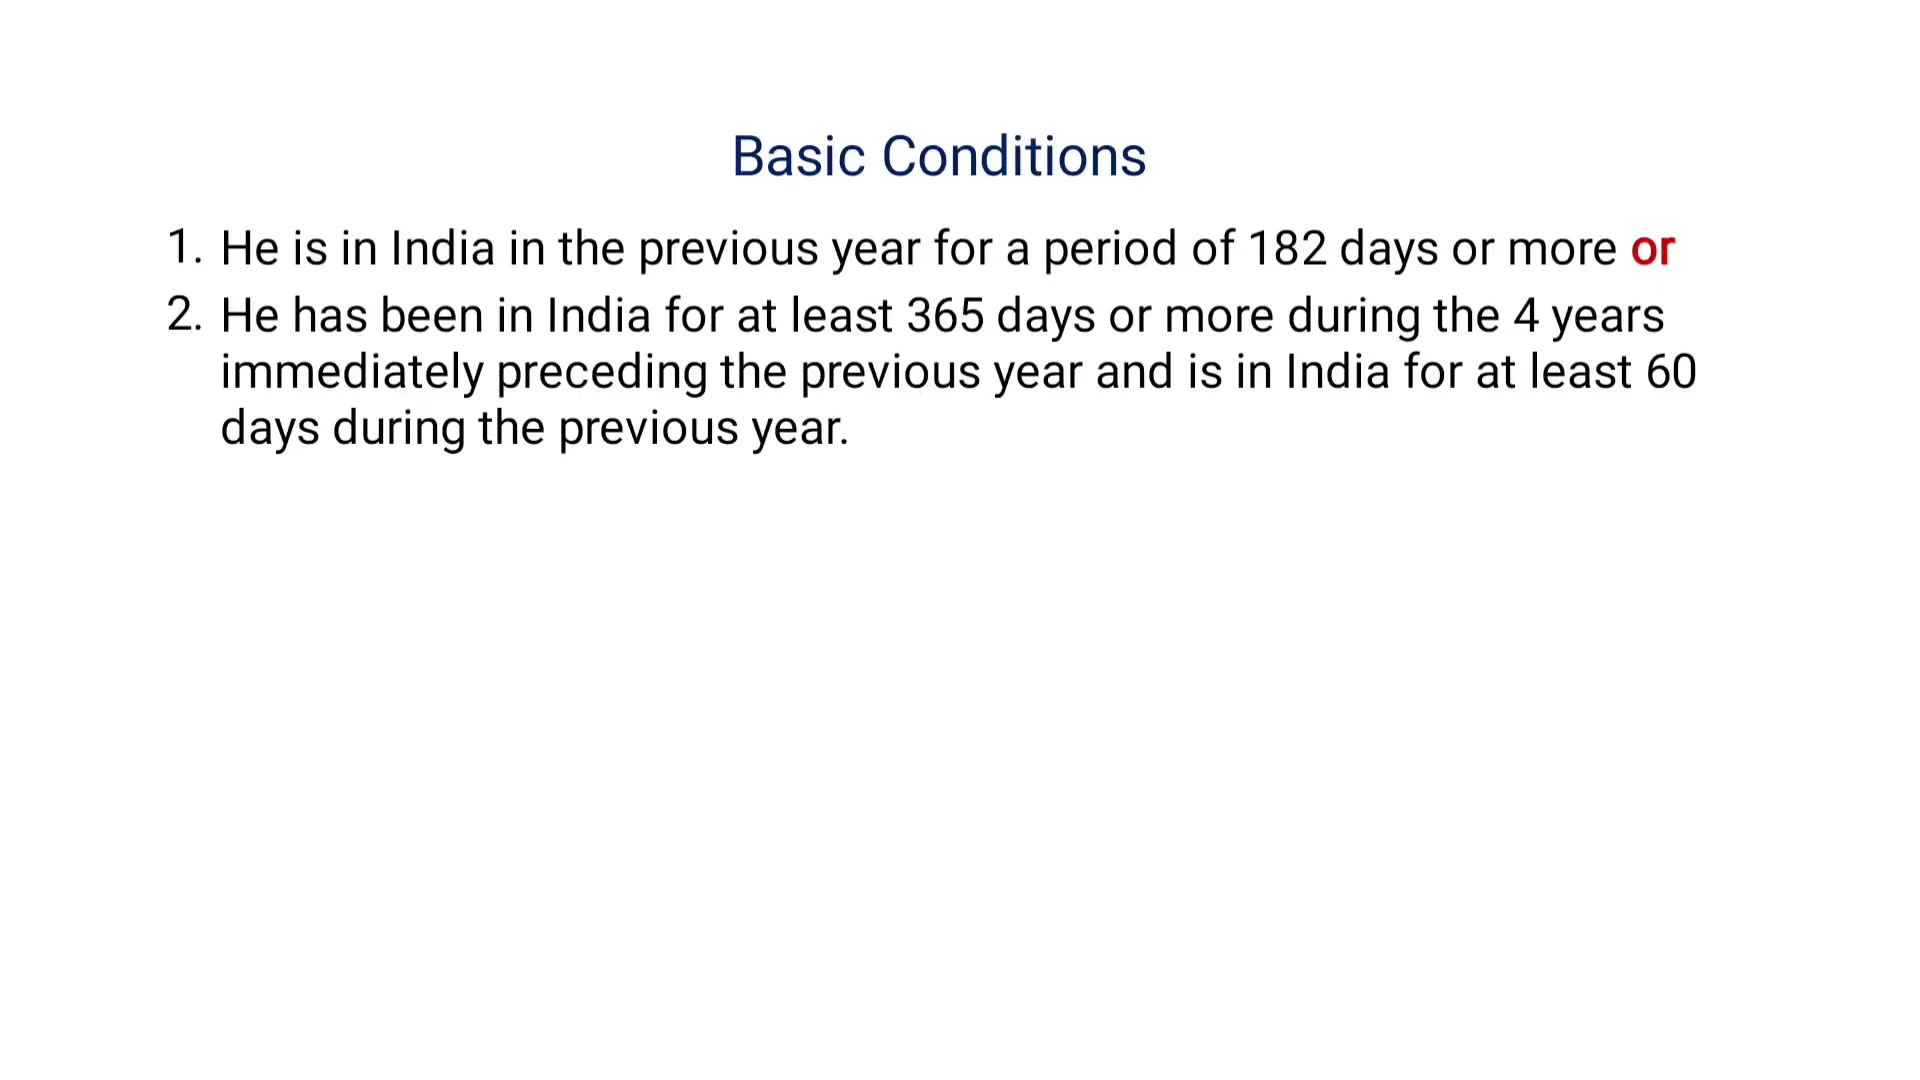 Basic Conditions
1. He is in India in the previous year for a period of 182 days or more or
2. He has been in India for at least 365 days or more during the 4 years
immediately preceding the previous year and is in India for at least 60
days during the previous year.